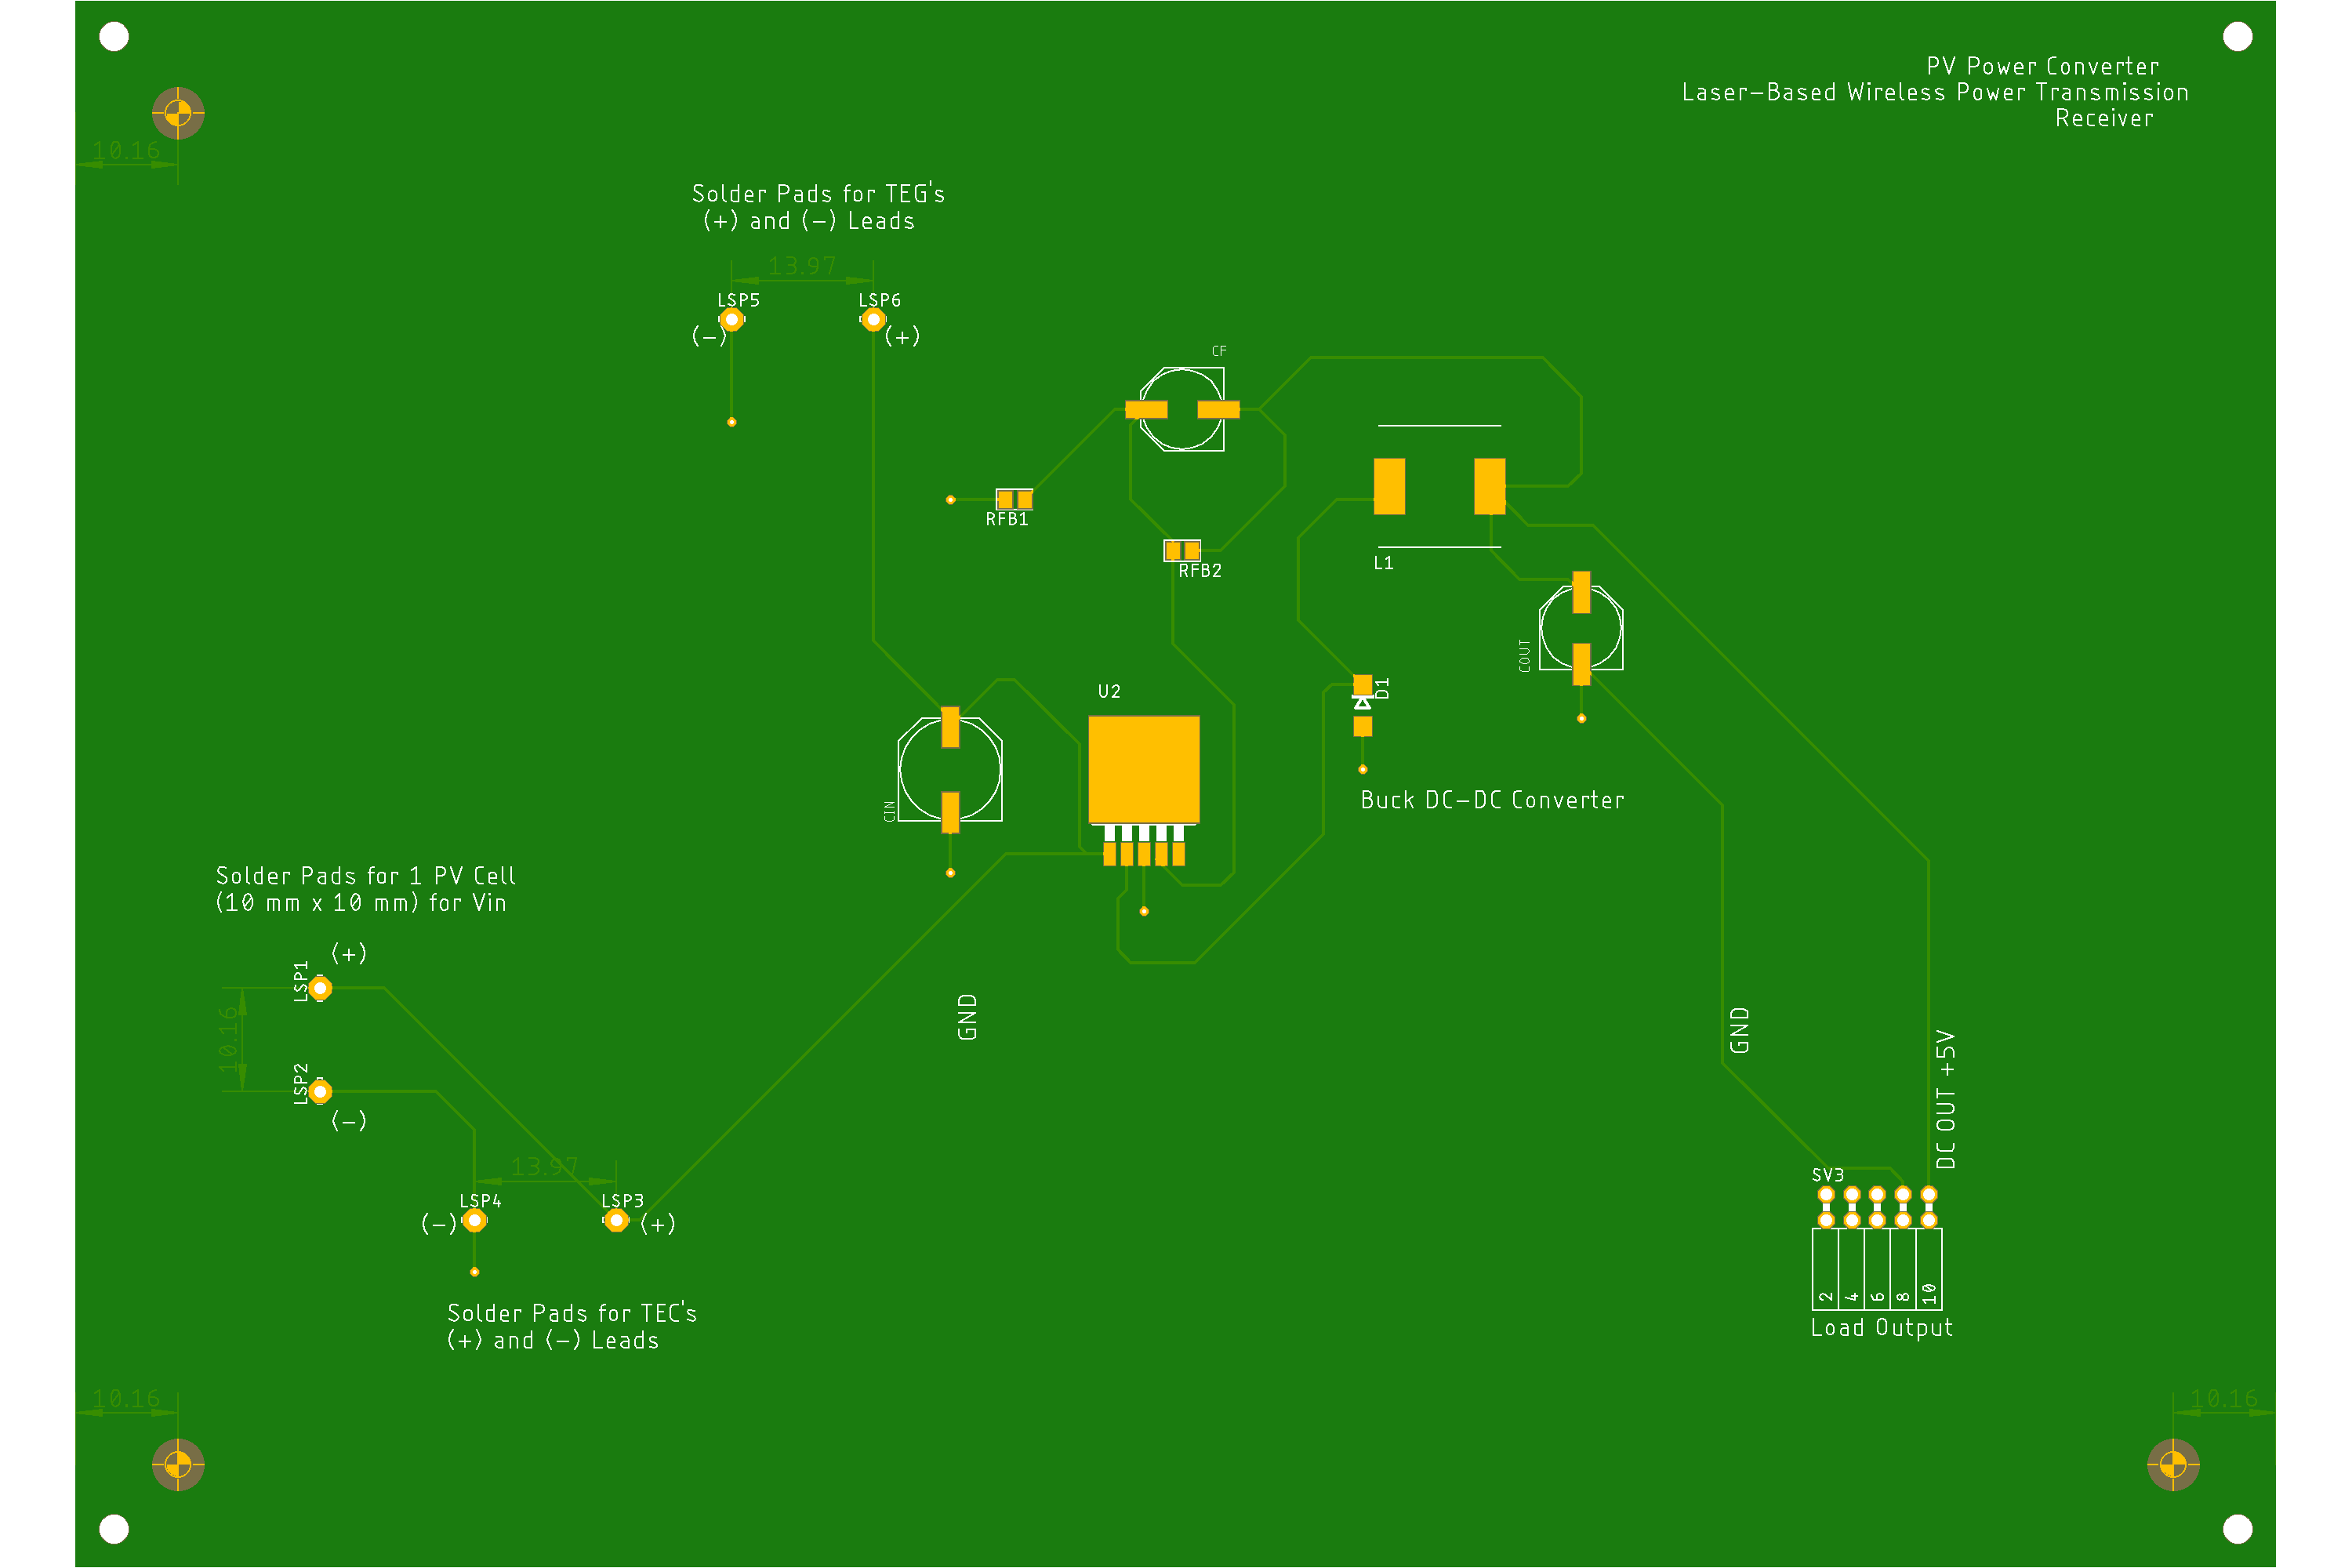 PV Power Converter
Laser-Based Wireless Power Transmission
Receiver
10.16
Solder Pads for TEG's
(+) and (-) Leads
13.97
LSP5
LSP6
(-)
(+)
CF
RFB1
RFB2
L1
COUT
U2
D1
CIN
Buck DC-DC Converter
Solder Pads for 1 PV Cell
(10 mm x 10 mm) for Vin
(+)
LSP1
10.16
LSP2
(-)
GND
GND
DC OUT +5V
13.97
LSP4
LSP3
(-)
(+)
SV3
2 4 6 8 10
Load Output
Solder Pads for TEC's
(+) and (-) Leads
10.16
10.16